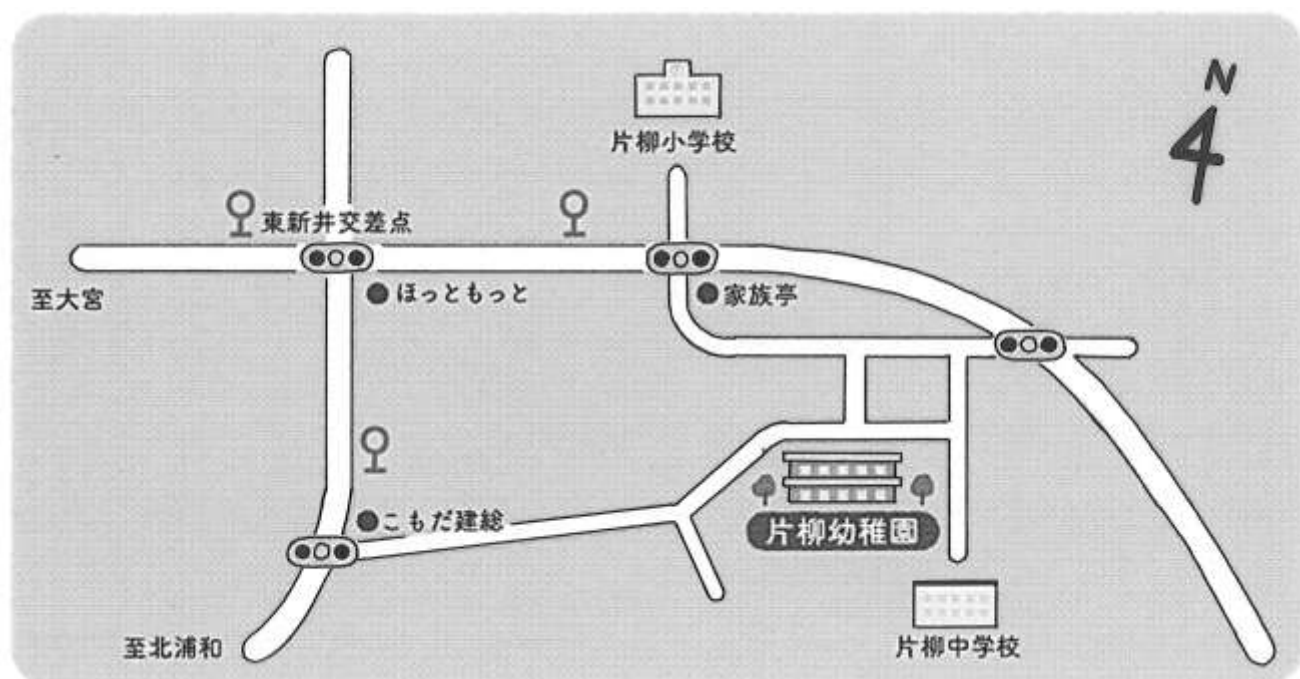 N
片柳小学校
東新井交差点
至大宮
ほっともっと
家族亭
こもだ建総
片柳幼稚園
至北浦和
片柳中学校